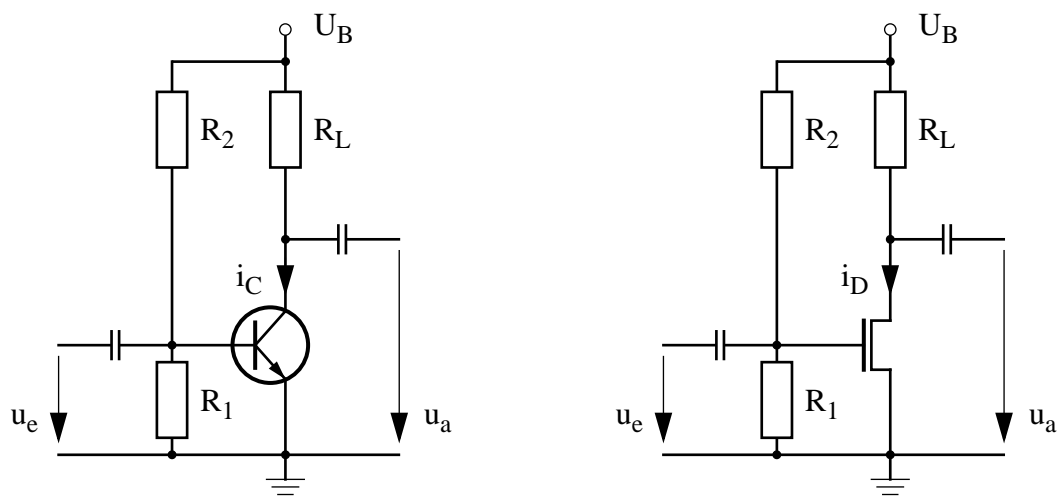 U_B
R_2
R_L
i_C
u_e
R_1
u_a
U_B
R_2
R_L
i_D
u_e
R_1
u_a